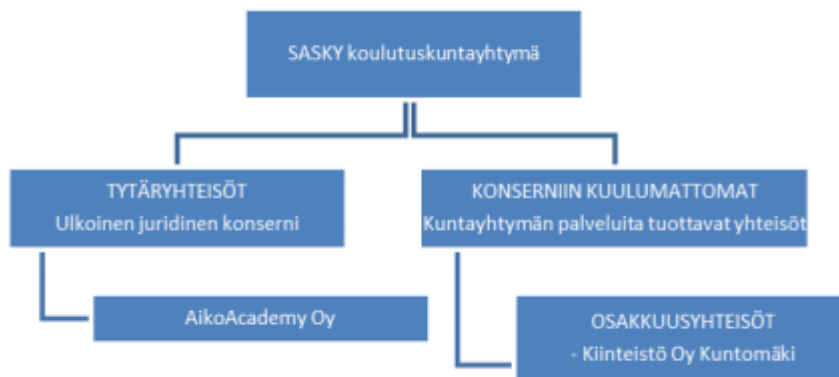 SASKY koulutuskuntayhtymä
TYTÄRYHTEISÖT
Ulkoinen juridinen konserni
AikoAcademy Oy
KONSERNIIN KUULUMATTOMAT
Kuntayhtymän palveluita tuottavat yhteisöt
OSAKKUUSYHTEISÖT
- Kiinteistö Oy Kuntomäki